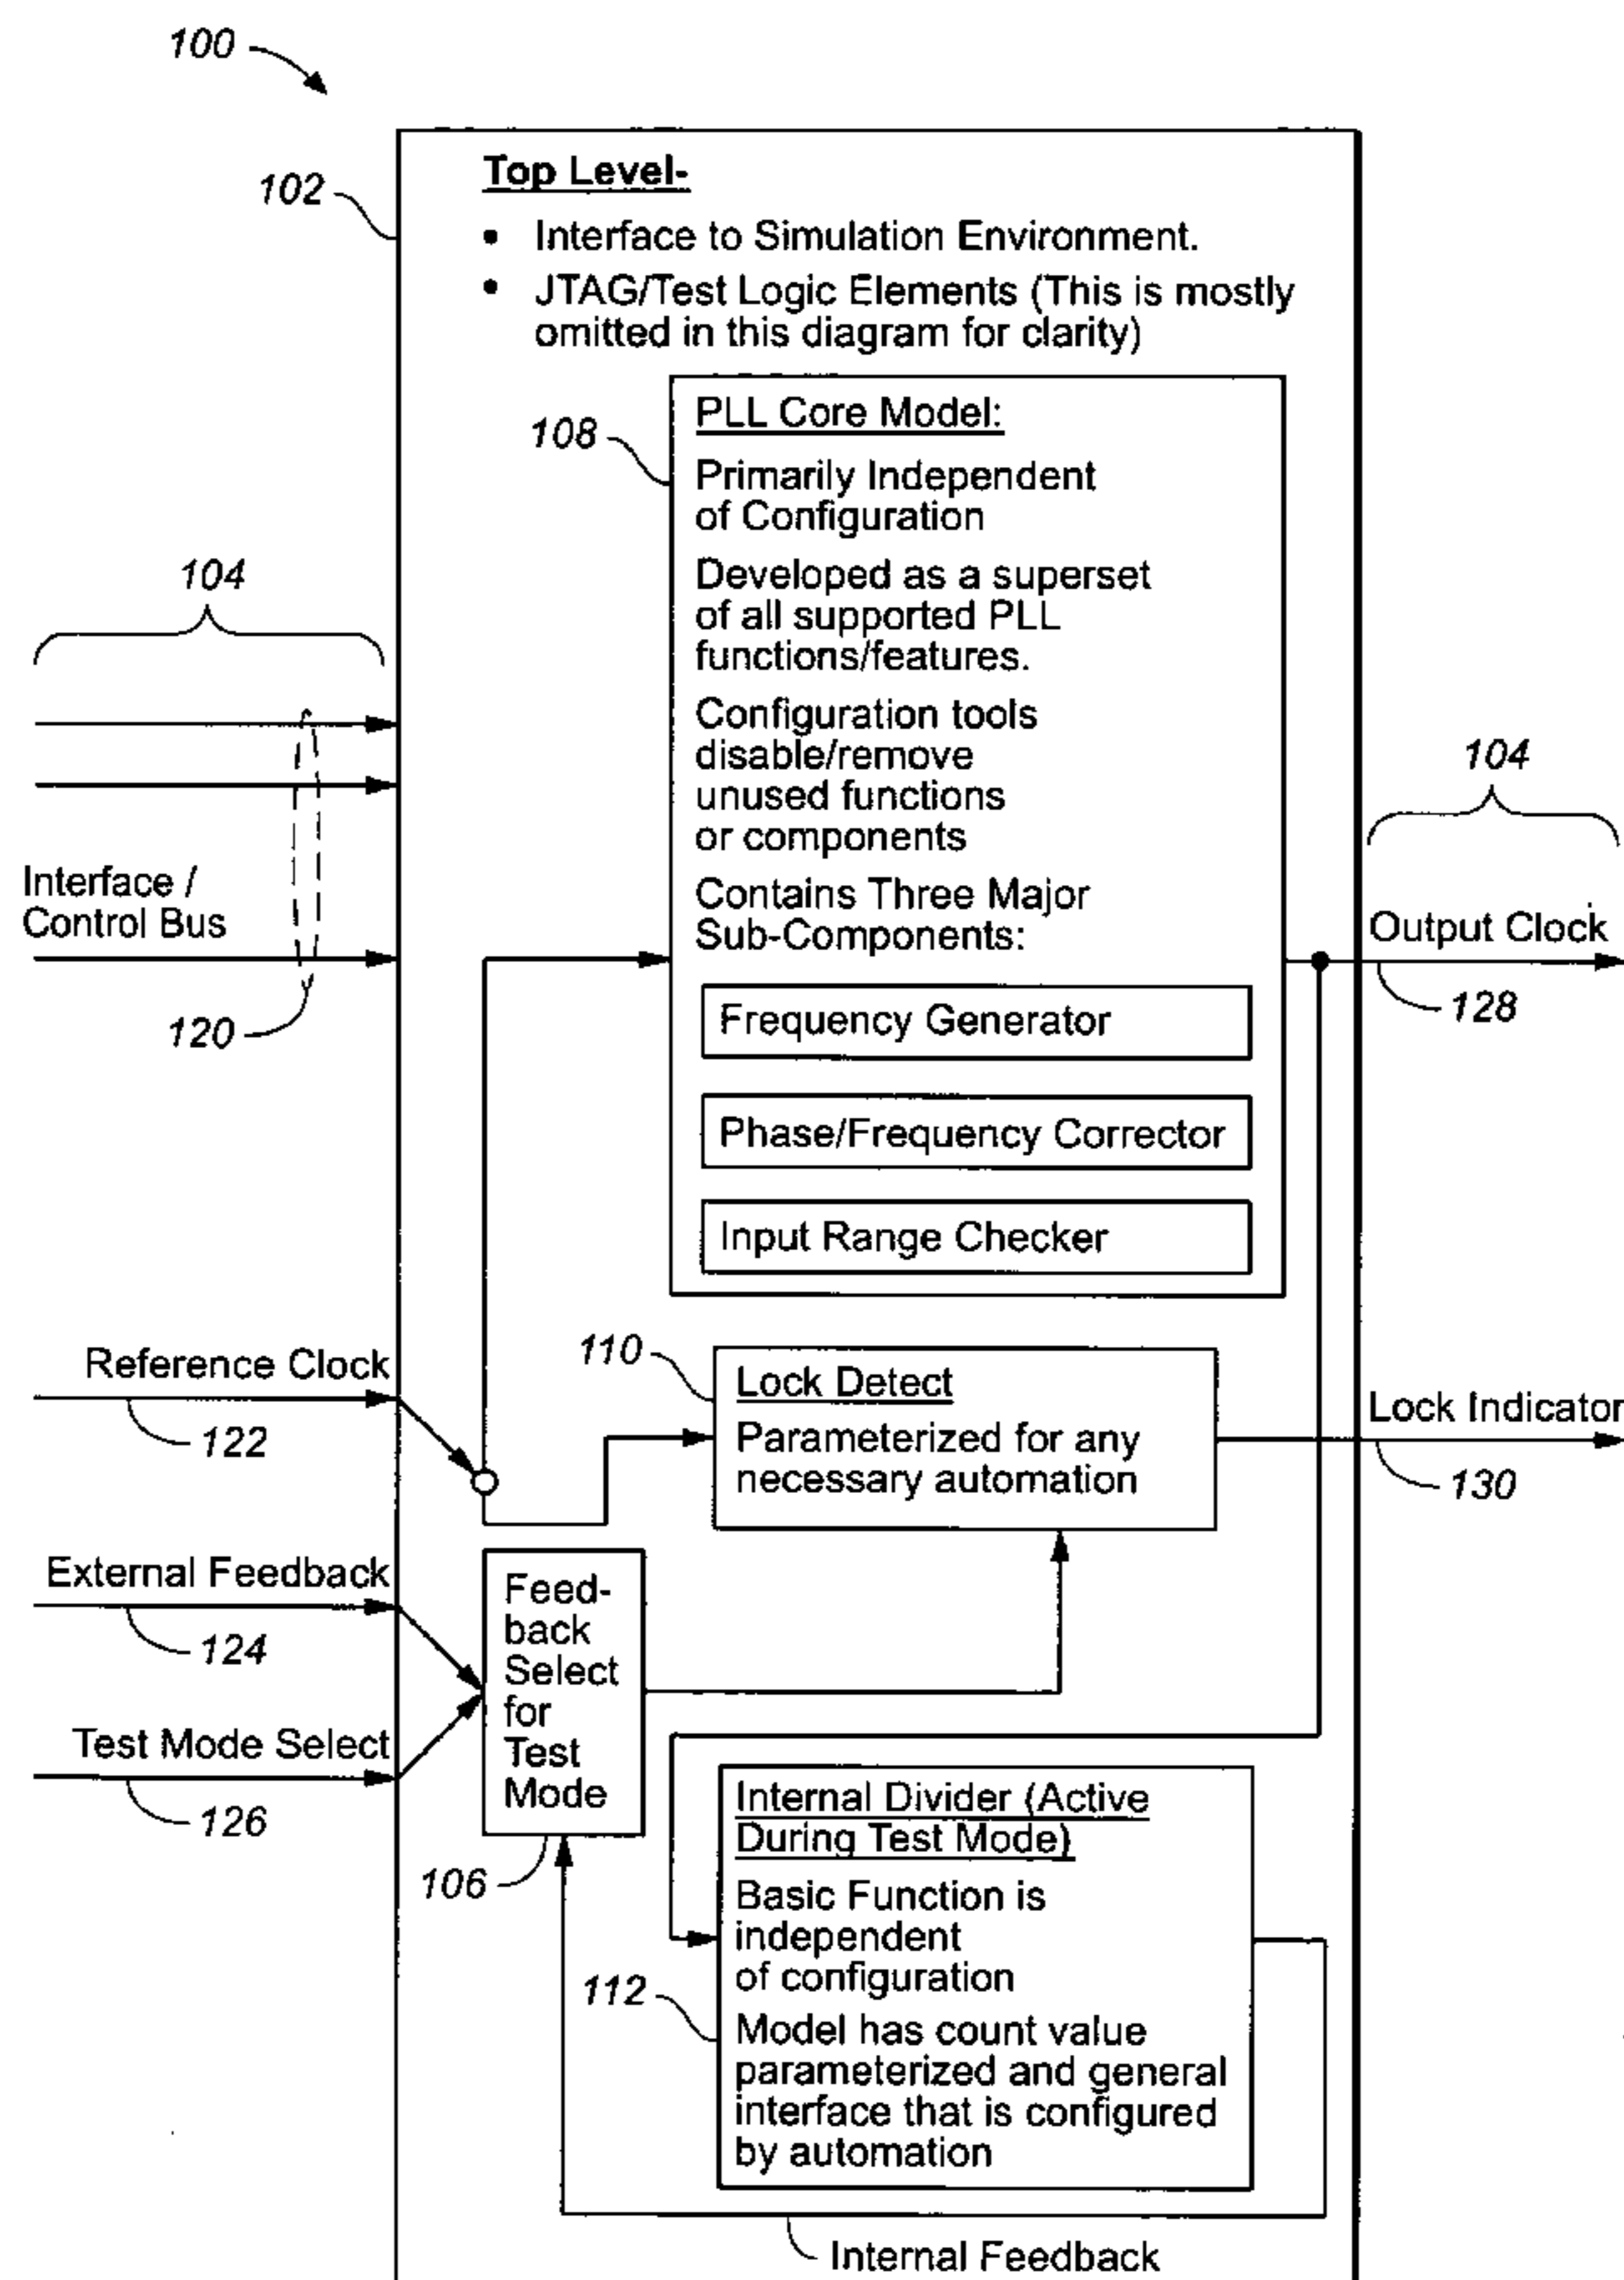 100
102
Top Level-
• Interface to Simulation Environment.
• JTAG/Test Logic Elements (This is mostly
omitted in this diagram for clarity)
108
PLL Core Model:
Primarily Independent
of Configuration
Developed as a superset
of all supported PLL
functions/features.
Configuration tools
disable/remove
unused functions
or components
Contains Three Major
Sub-Components:
Frequency Generator
Phase/Frequency Corrector
Input Range Checker
104
Interface /
Control Bus
120
104
Output Clock
128
Reference Clock
122
110
Lock Detect
Parameterized for any
necessary automation
Lock Indicator
130
External Feedback
124
Test Mode Select
126
Feed-
back
Select
for
Test
Mode
106
Internal Divider (Active
During Test Mode)
Basic Function is
independent
of configuration
112
Model has count value
parameterized and general
interface that is configured
by automation
Internal Feedback